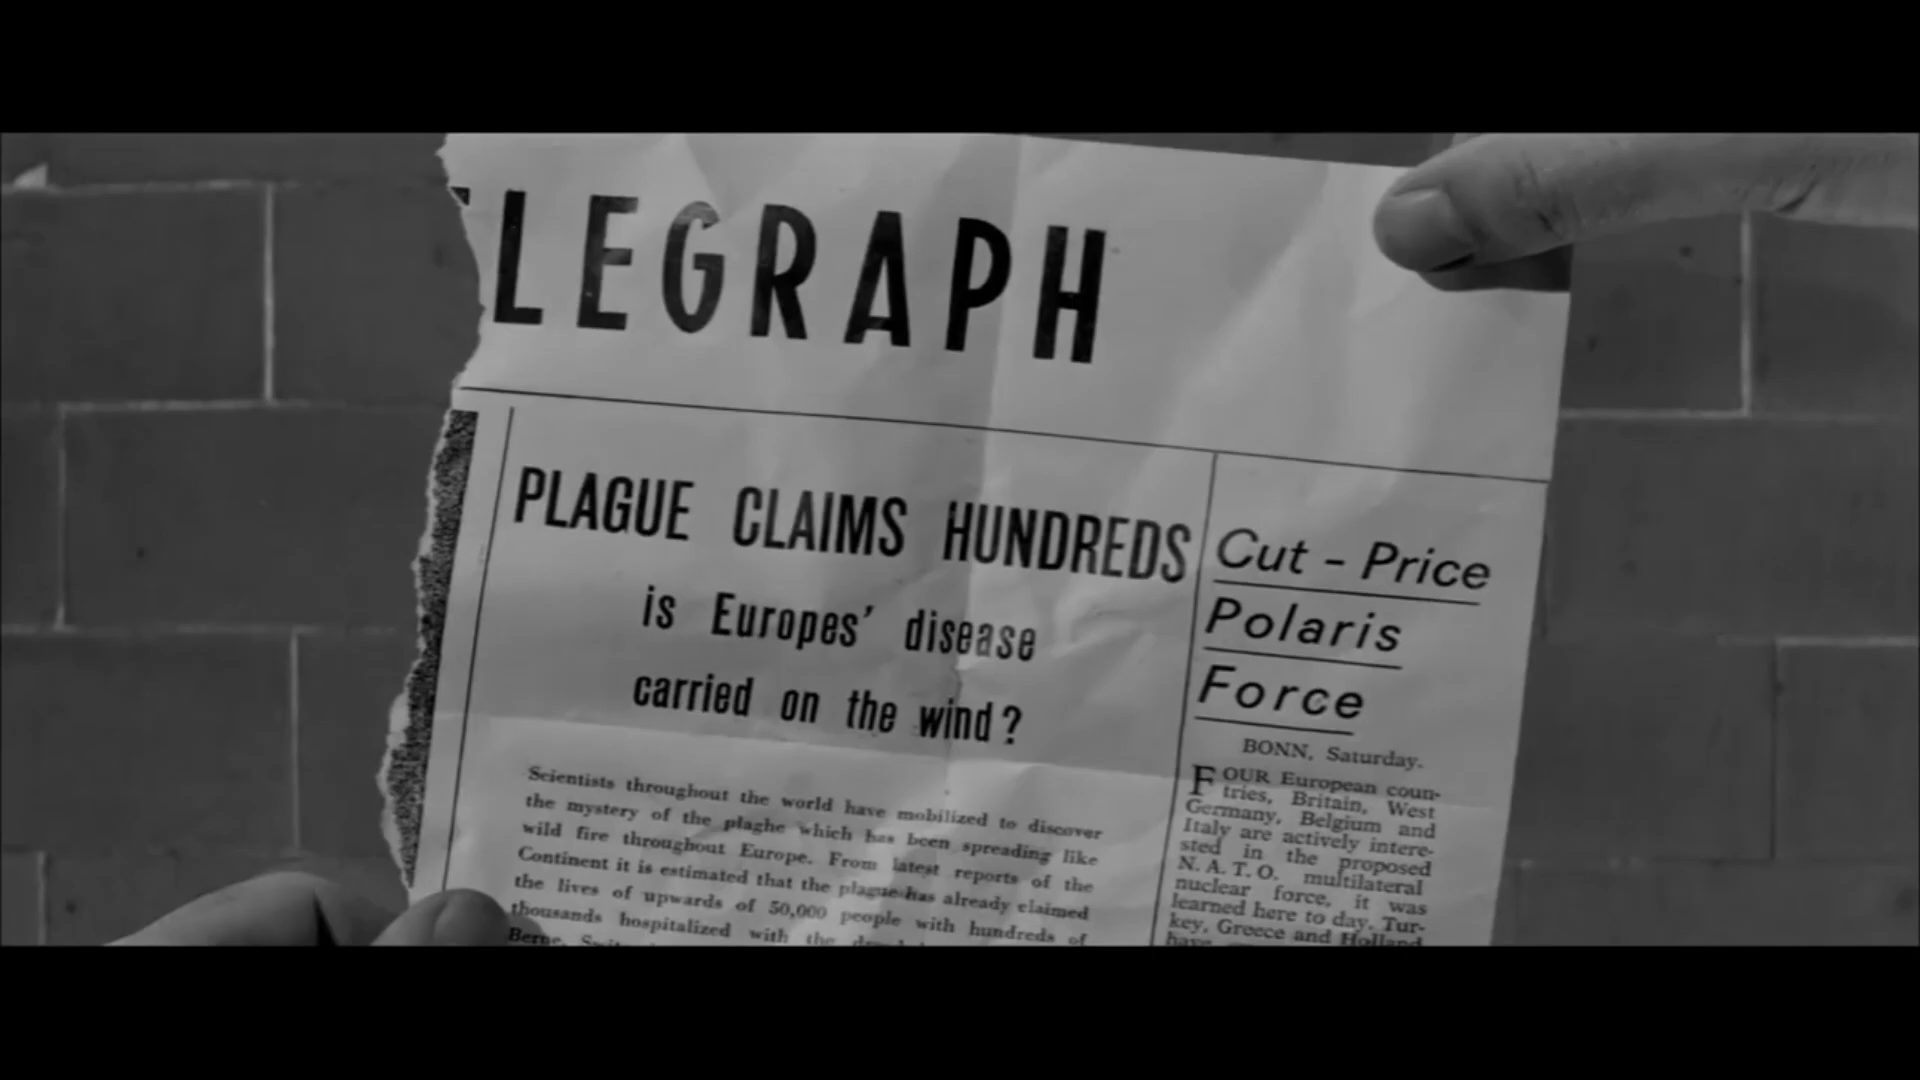 LEGRAPH
PLAGUE CLAIMS HUNDREDS
is Europes' disease
carried on the wind?
Scientists throughout the world have mobilized to discover
the mystery of the plaghe which has been spreading like
wild fire throughout Europe. From latest reports of the
Continent it is estimated that the plague has already claimed
the lives of upwards of 50,000 people with hundreds of
thousands hospitalized with the
Berne,
Cut - Price
Polaris
Force
BONN, Saturday.
FOUR European coun-
tries, Britain, West
Germany, Belgium and
Italy are actively intere-
sted in the proposed
N.A.T.O. multilateral
nuclear force, it was
learned here to day. Tur-
key, Greece and Holland
have